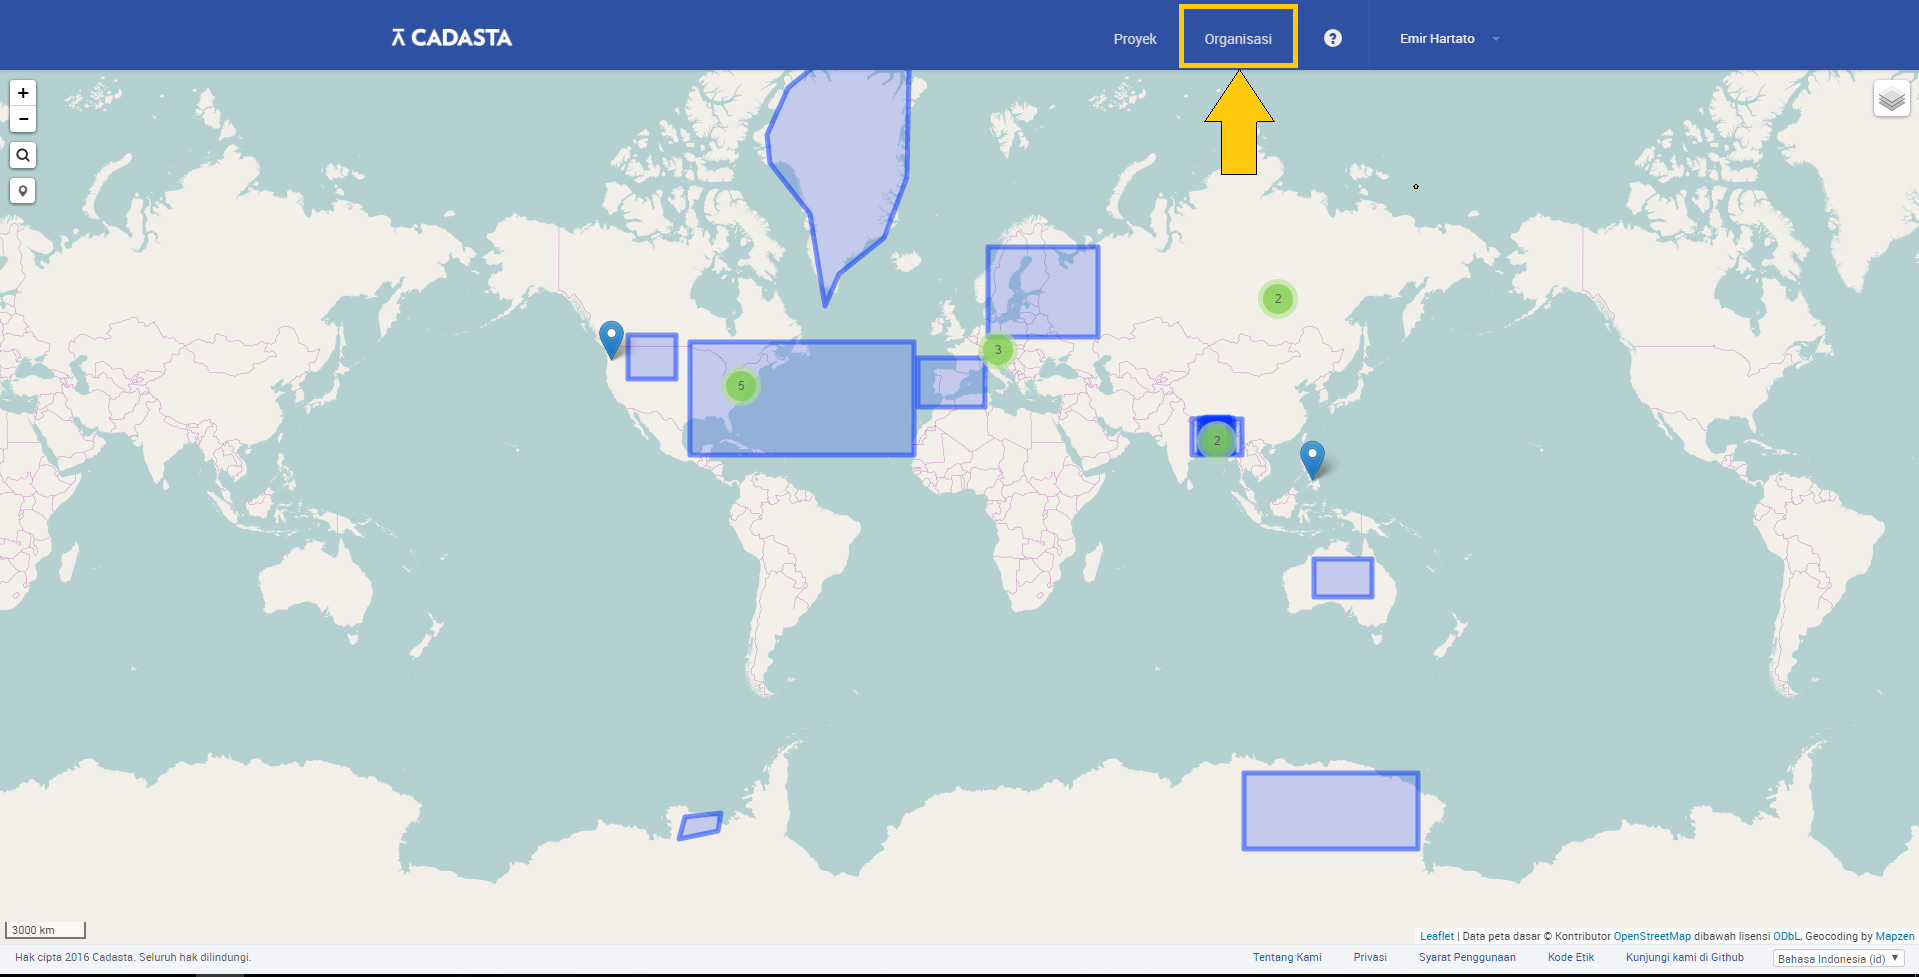 CADASTA
Proyek
Organisasi
?
Emir Hartato
+
−
2
3
5
2
3000 km
Leaflet | Data peta dasar © Kontributor OpenStreetMap dibawah lisensi ODbL, Geocoding by Mapzen
Hak cipta 2016 Cadasta. Seluruh hak dilindungi.
Tentang Kami
Privasi
Syarat Penggunaan
Kode Etik
Kunjungi kami di Github
Bahasa Indonesia (id)